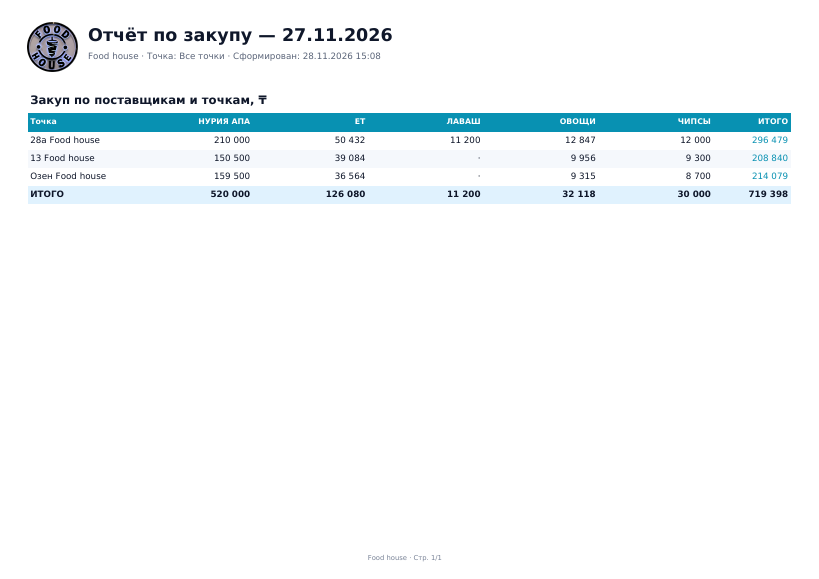 FOOD HOUSE
Отчёт по закупу — 27.11.2026
Food house · Точка: Все точки · Сформирован: 28.11.2026 15:08
Закуп по поставщикам и точкам, ₸
Точка НУРИЯ АПА ЕТ ЛАВАШ ОВОЩИ ЧИПСЫ ИТОГО
28а Food house 210 000 50 432 11 200 12 847 12 000 296 479
13 Food house 150 500 39 084 · 9 956 9 300 208 840
Озен Food house 159 500 36 564 · 9 315 8 700 214 079
ИТОГО 520 000 126 080 11 200 32 118 30 000 719 398
Food house · Стр. 1/1